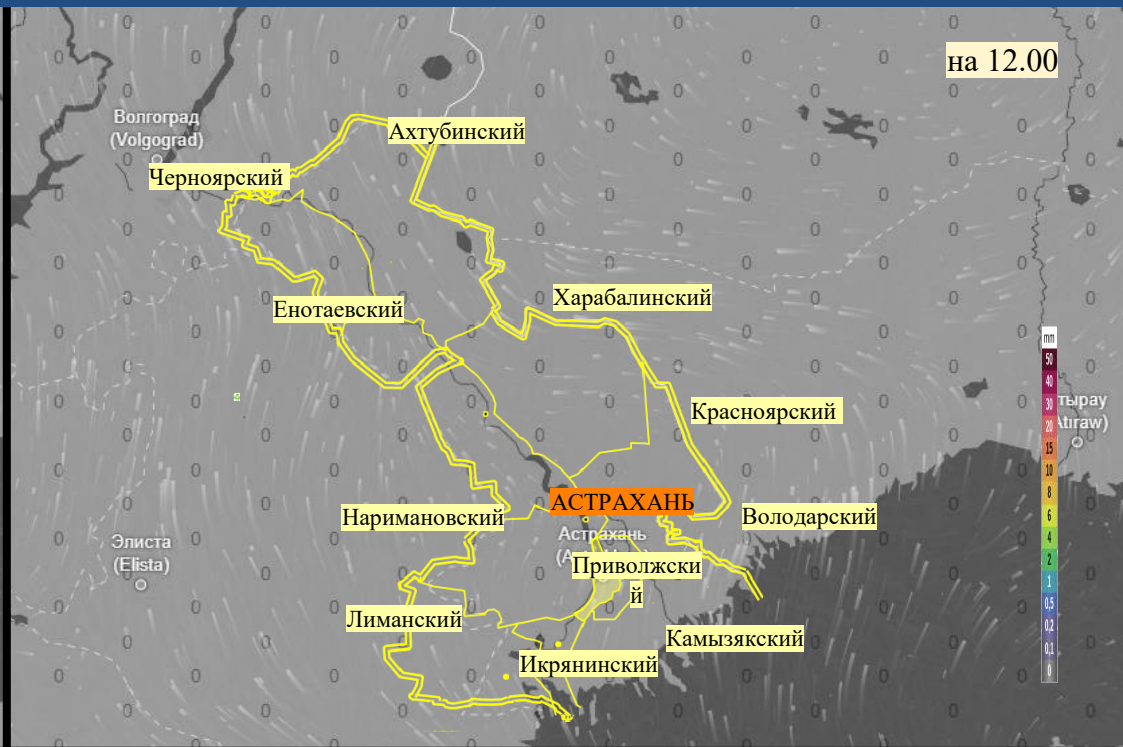 на 12.00
Волгоград
(Volgograd)
Ахтубинский
Черноярский
Харабалинский
Енотаевский
mm
50
40
30
20
15
10
8
6
4
2
1
0,5
0,2
0,1
0
тырау
Atıraw)
Красноярский
АСТРАХАНЬ
Наримановский
Володарский
Астрахань
Элиста
(Elista)
Приволжски
й
Лиманский
Камызякский
Икрянинский